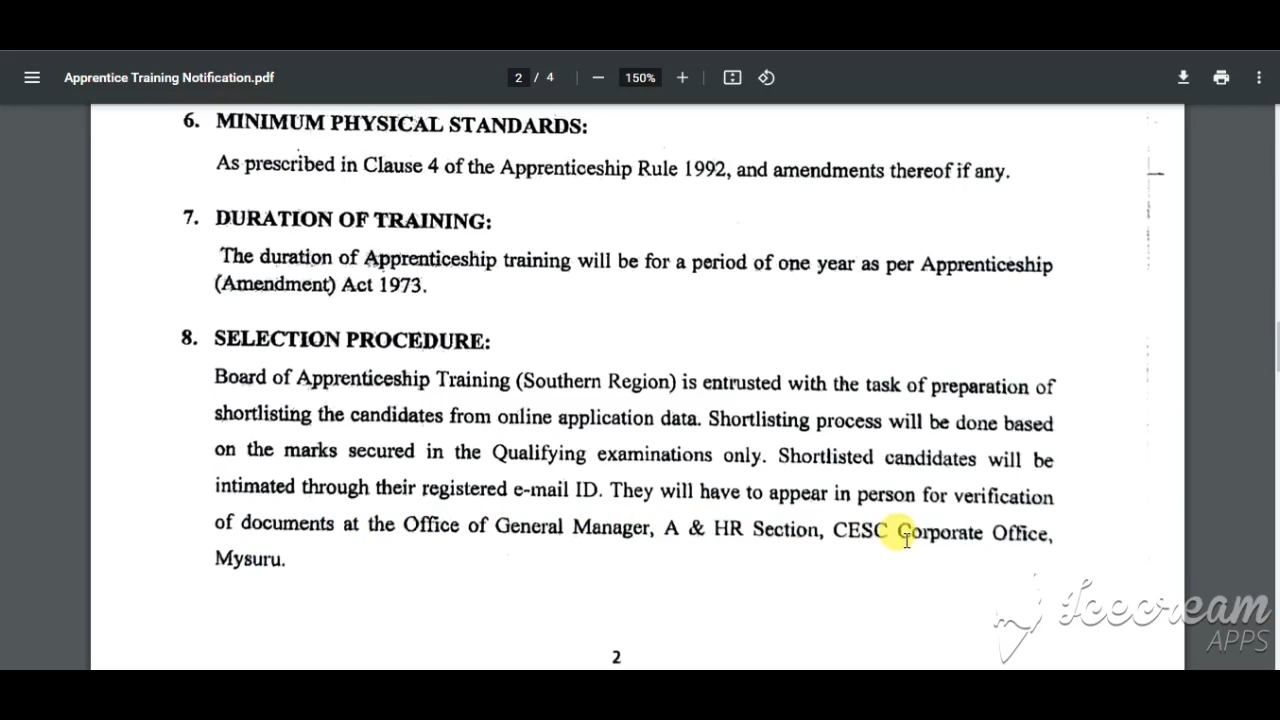 Apprentice Training Notification.pdf
2 / 4
150%
6. MINIMUM PHYSICAL STANDARDS:
As prescribed in Clause 4 of the Apprenticeship Rule 1992, and amendments thereof if any.
7. DURATION OF TRAINING:
The duration of Apprenticeship training will be for a period of one year as per Apprenticeship
(Amendment) Act 1973.
8. SELECTION PROCEDURE:
Board of Apprenticeship Training (Southern Region) is entrusted with the task of preparation of
shortlisting the candidates from online application data. Shortlisting process will be done based
on the marks secured in the Qualifying examinations only. Shortlisted candidates will be
intimated through their registered e-mail ID. They will have to appear in person for verification
of documents at the Office of General Manager, A & HR Section, CESC Corporate Office,
Mysuru.
Icecream
APPS
2